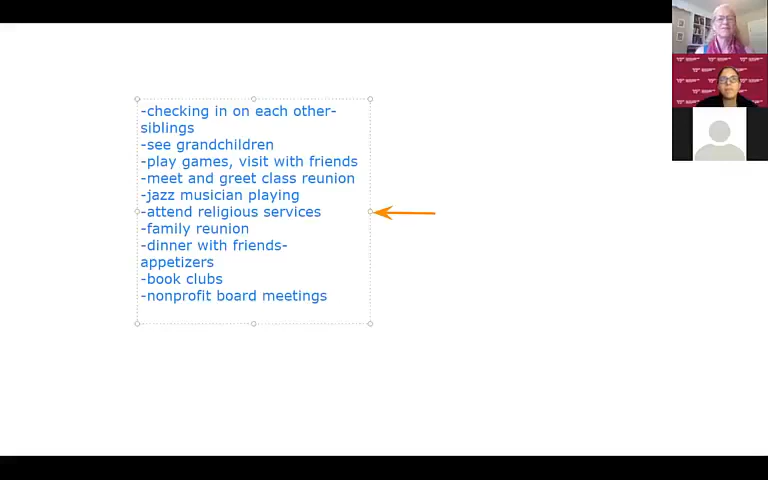 -checking in on each other-
siblings
-see grandchildren
-play games, visit with friends
-meet and greet class reunion
-jazz musician playing
-attend religious services
-family reunion
-dinner with friends-
appetizers
-book clubs
-nonprofit board meetings